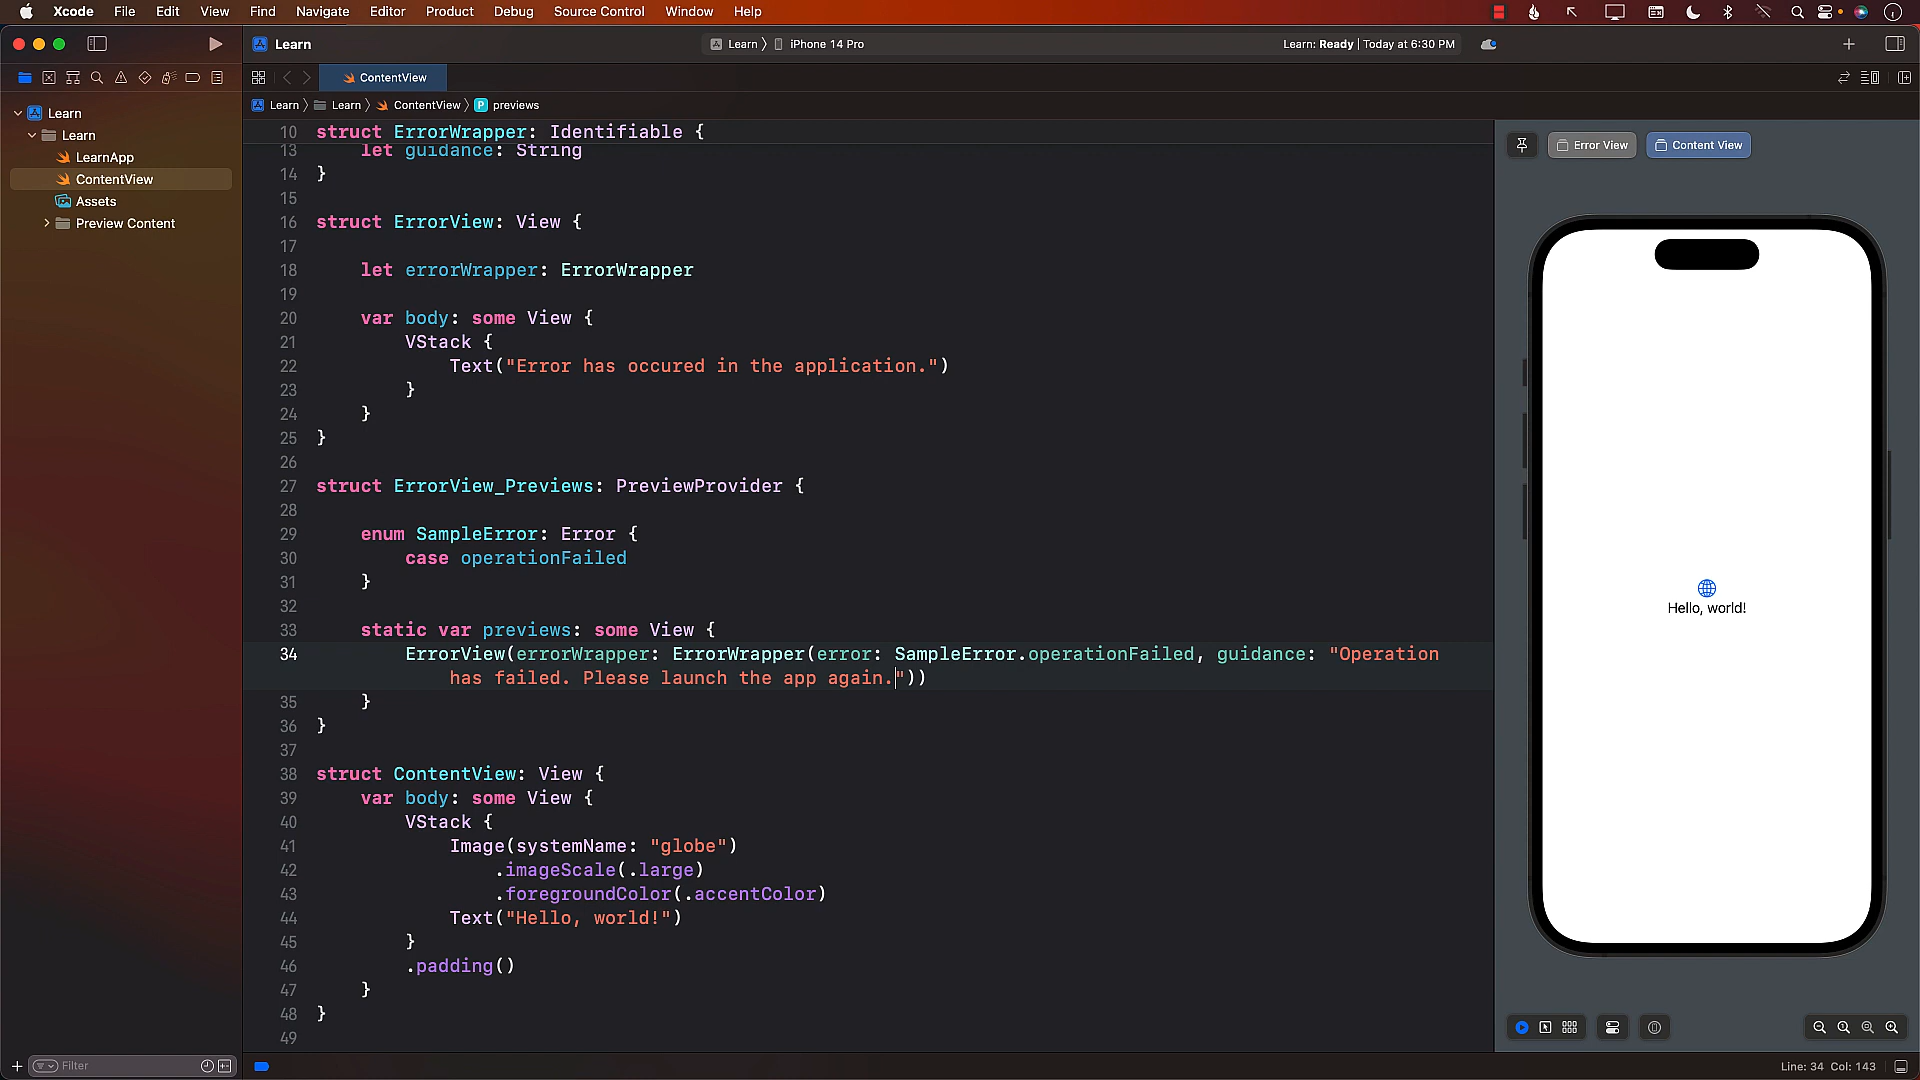 Xcode File Edit View Find Navigate Editor Product Debug Source Control Window Help
Learn
Learn 〉 iPhone 14 Pro
Learn: Ready | Today at 6:30 PM
ContentView
Learn 〉 Learn 〉 ContentView 〉 P previews
Learn
Learn
LearnApp
ContentView
Assets
Preview Content
10 struct ErrorWrapper: Identifiable {
13 let guidance: String
14 }
15
16 struct ErrorView: View {
17
18 let errorWrapper: ErrorWrapper
19
20 var body: some View {
21 VStack {
22 Text("Error has occured in the application.")
23 }
24 }
25 }
26
27 struct ErrorView_Previews: PreviewProvider {
28
29 enum SampleError: Error {
30 case operationFailed
31 }
32
33 static var previews: some View {
34 ErrorView(errorWrapper: ErrorWrapper(error: SampleError.operationFailed, guidance: "Operation
has failed. Please launch the app again."))
35 }
36 }
37
38 struct ContentView: View {
39 var body: some View {
40 VStack {
41 Image(systemName: "globe")
42 .imageScale(.large)
43 .foregroundColor(.accentColor)
44 Text("Hello, world!")
45 }
46 .padding()
47 }
48 }
49
Error View
Content View
Hello, world!
Filter
Line: 34 Col: 143